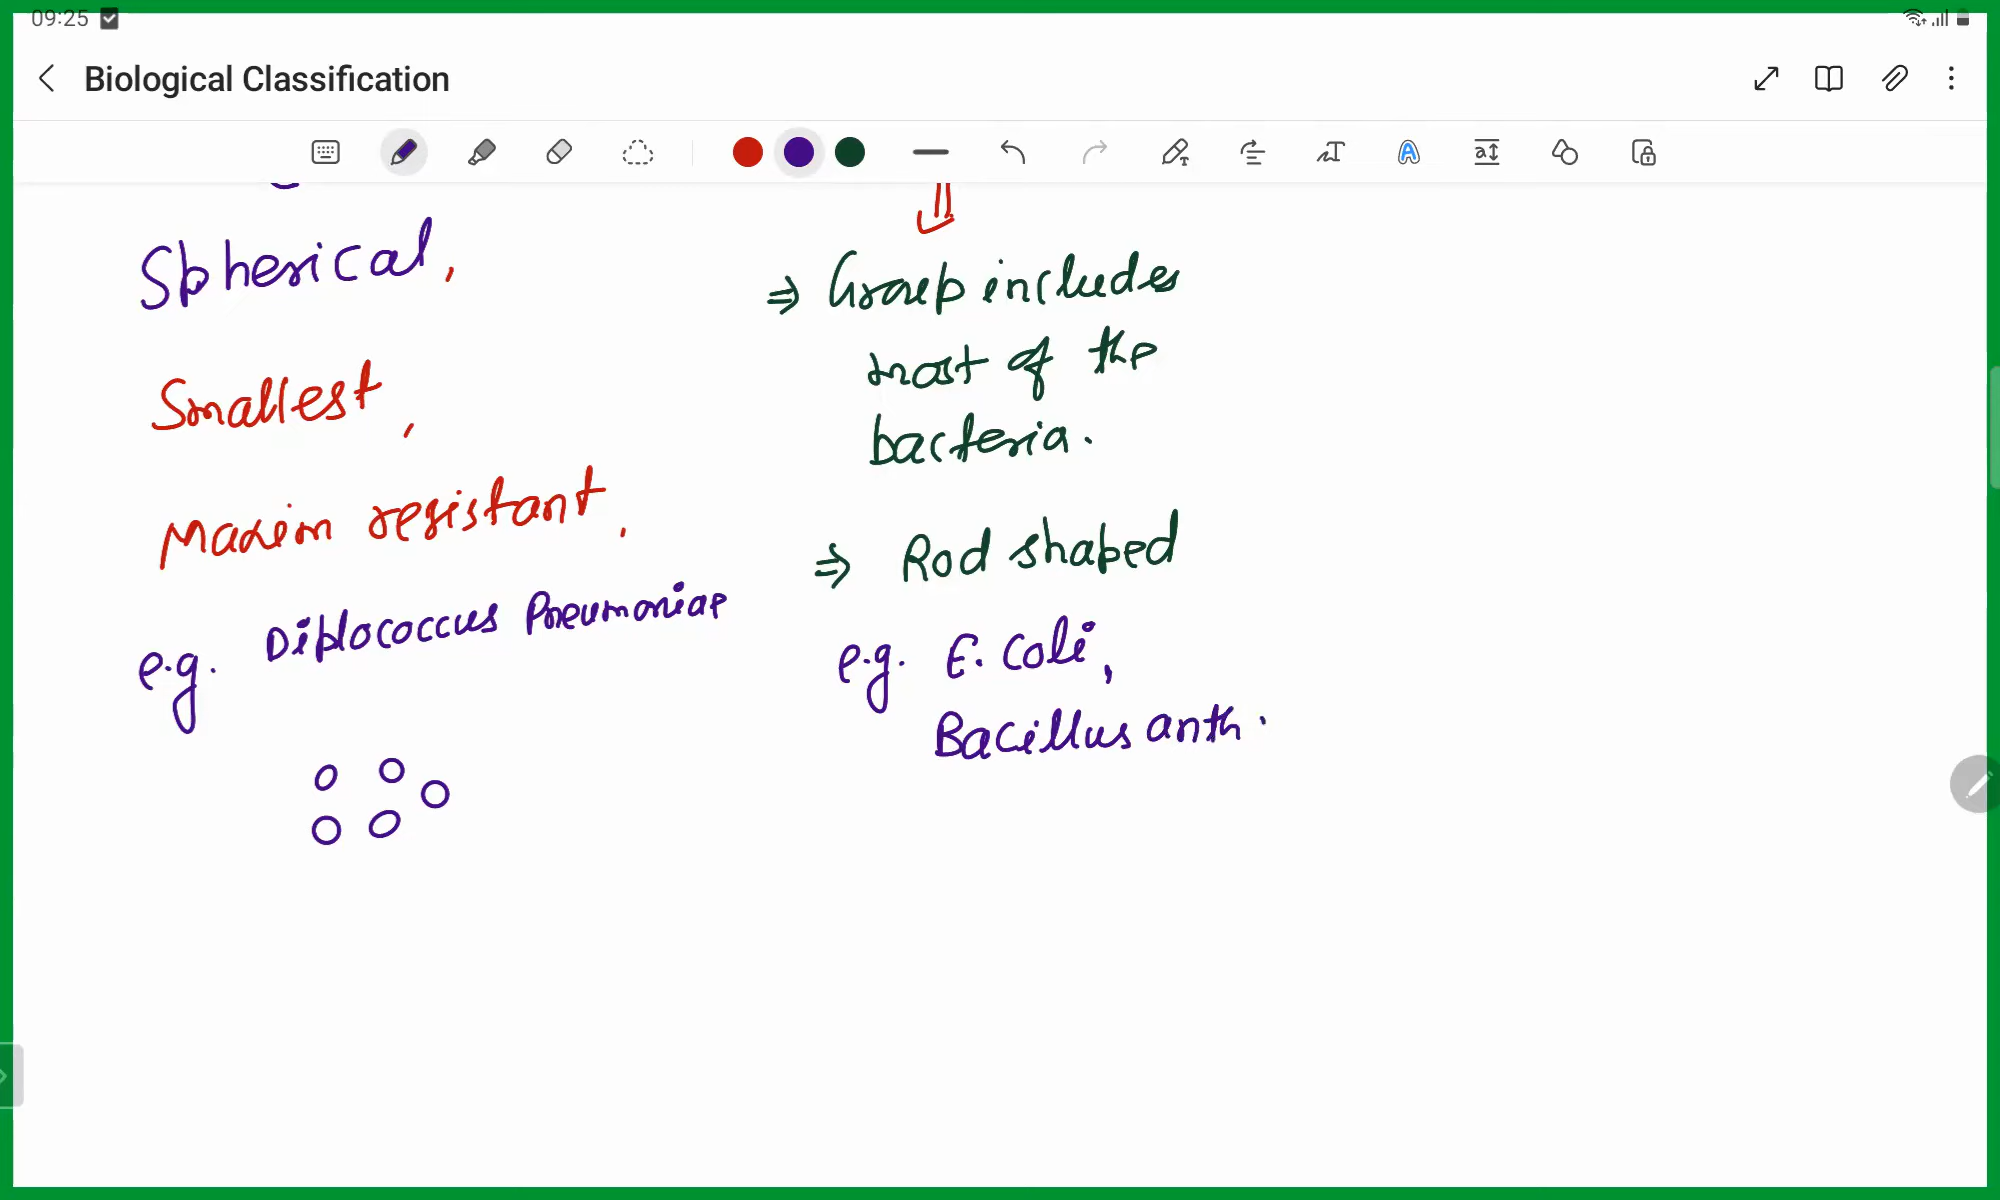 09:25
Biological Classification
Spherical,
Smallest,
Maxim resistant,
e.g. Diplococcus Pneumoniae
⇒ Group includes
most of the
bacteria.
⇒ Rod shaped
e.g. E. Coli,
Bacillus anth.